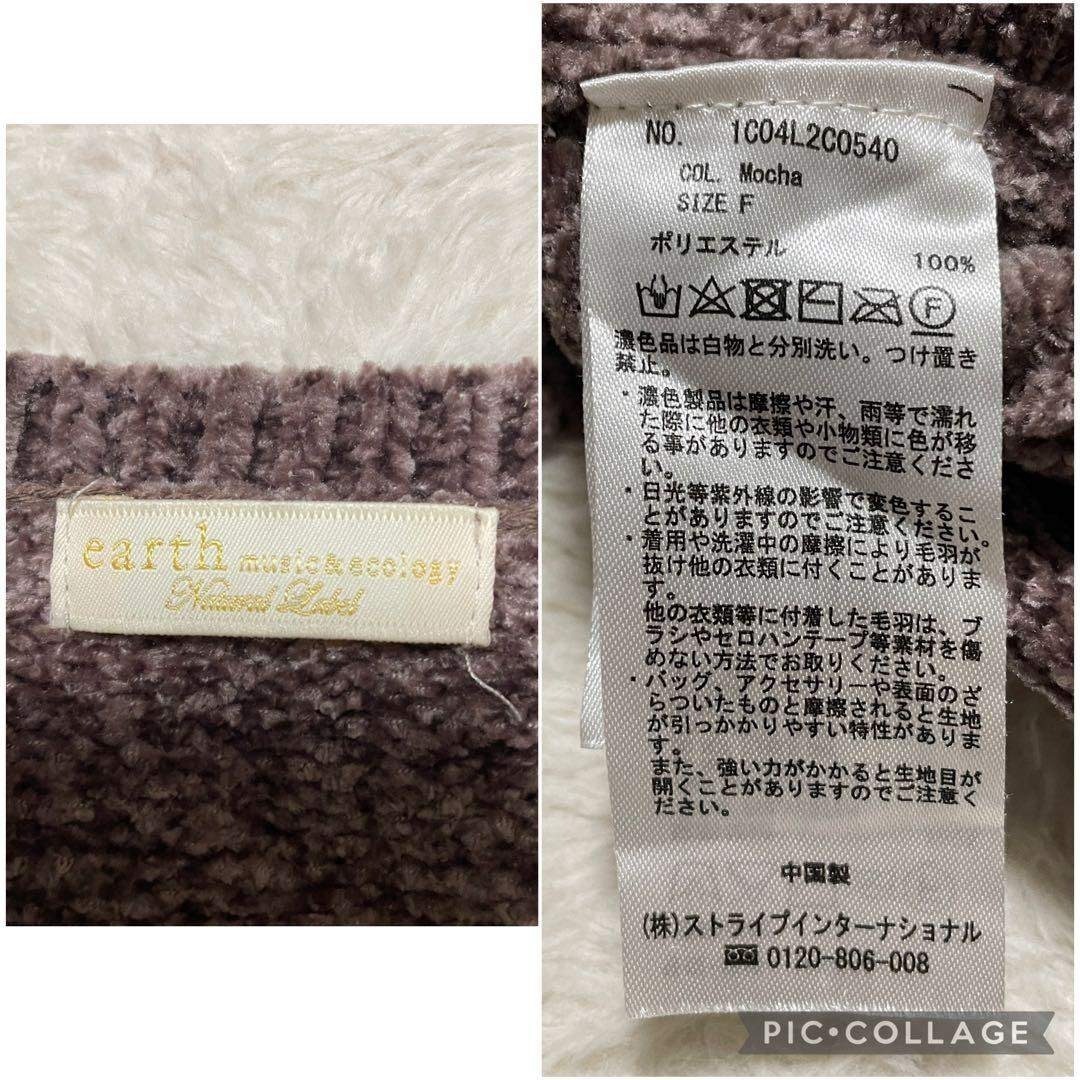 earth music&ecology
Natural Label
NO. 1C04L2C0540
COL. Mocha
SIZE F
ポリエステル 100%
F
濃色品は白物と分別洗い。つけ置き
禁止。
・濃色製品は摩擦や汗、雨等で濡れ
た際に他の衣類や小物類に色が移
る事がありますのでご注意くださ
い。
・日光等紫外線の影響で変色するこ
とがありますのでご注意ください。
・着用や洗濯中の摩擦により毛羽が
抜け他の衣類に付くことがありま
す。
他の衣類等に付着した毛羽は、ブ
ラシやセロハンテープ等素材を傷
めない方法でお取りください。
・バッグ、アクセサリーや表面のざ
らついたものと摩擦されると生地
が引っかかりやすい特性がありま
す。
また、強い力がかかると生地目が
開くことがありますのでご注意く
ださい。
中国製
(株)ストライプインターナショナル
0120-806-008
PIC•COLLAGE